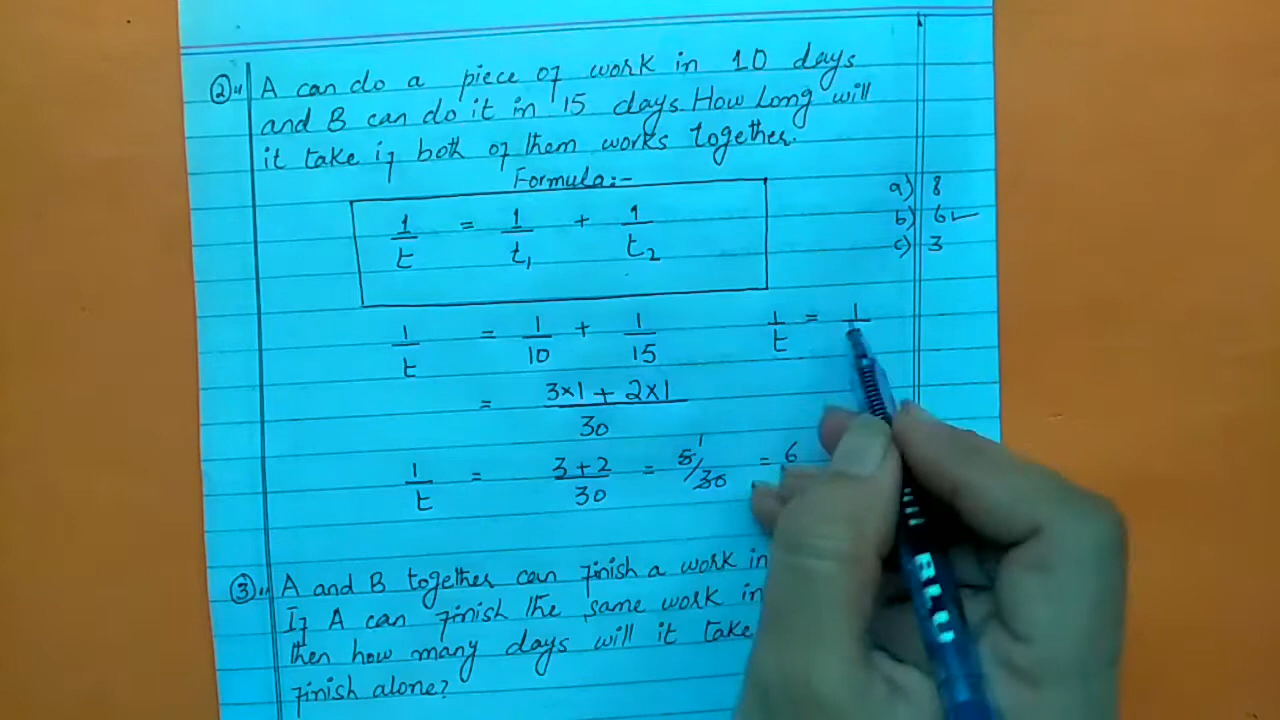 ② A can do a piece of work in 10 days
and B can do it in 15 days. How Long will
it take if both of them works together.
Formula:-
1/t = 1/t₁ + 1/t₂
a) 8
b) 6 ✓
c) 3
1/t = 1/10 + 1/15
1/t = 1
= 3×1 + 2×1 / 30
1/t = 3+2/30 = 5/30 1 = 6
③ A and B together can finish a work in
If A can finish the same work in
then how many days will it take
finish alone?
BLU